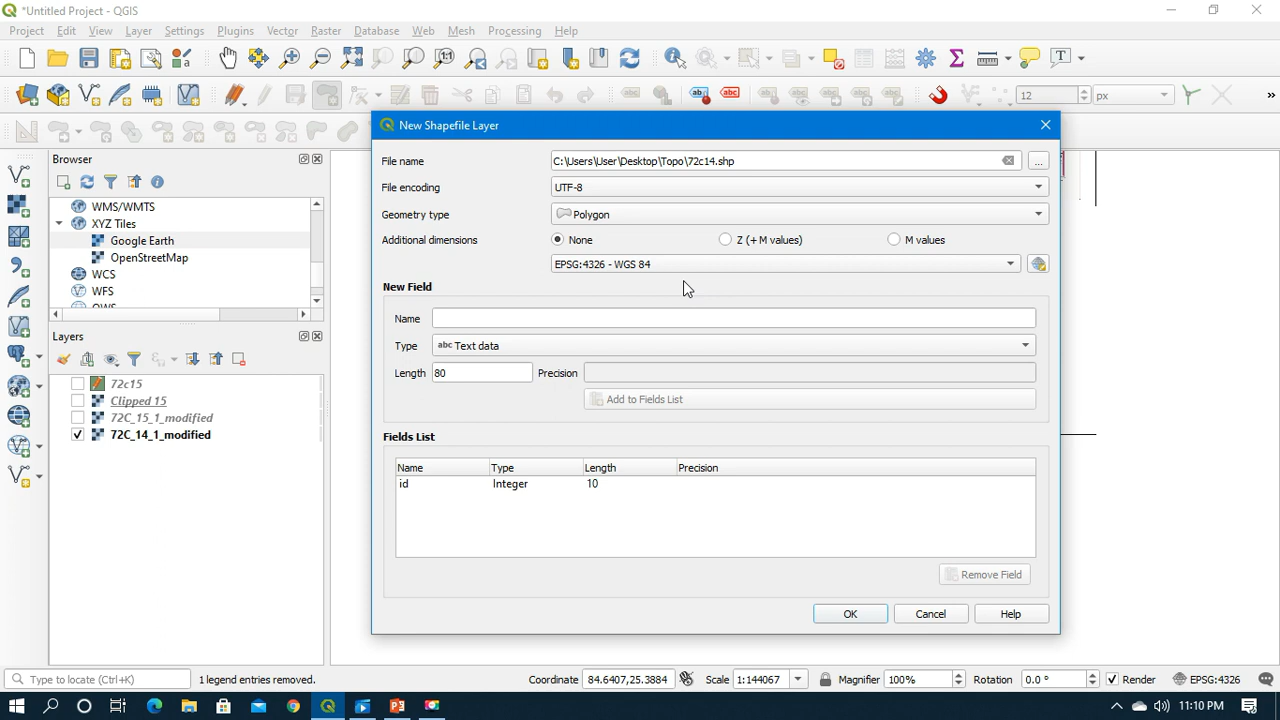 *Untitled Project - QGIS
Project Edit View Layer Settings Plugins Vector Raster Database Web Mesh Processing Help
12 px
Browser
WMS/WMTS
XYZ Tiles
Google Earth
OpenStreetMap
WCS
WFS
Layers
72c15
Clipped 15
72C_15_1_modified
72C_14_1_modified
New Shapefile Layer
File name C:\Users\User\Desktop\Topo\72c14.shp ...
File encoding UTF-8
Geometry type Polygon
Additional dimensions None Z (+ M values) M values
EPSG:4326 - WGS 84
New Field
Name
Type abc Text data
Length 80 Precision
Add to Fields List
Fields List
Name Type Length Precision
id Integer 10
Remove Field
OK Cancel Help
Type to locate (Ctrl+K) 1 legend entries removed. Coordinate 84.6407,25.3884 Scale 1:144067 Magnifier 100% Rotation 0.0 ° Render EPSG:4326
11:10 PM